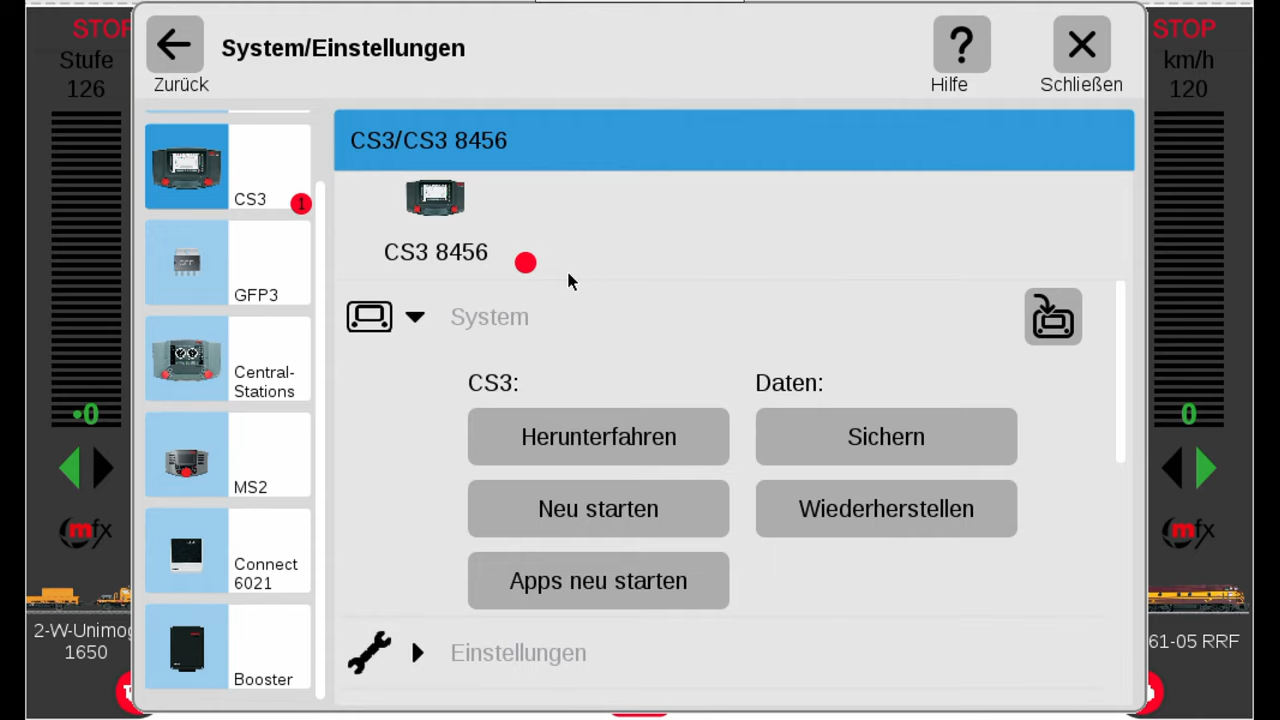 STOP
Stufe
126
•0
mfx
2-W-Unimog
1650
Zurück
System/Einstellungen
Hilfe
Schließen
CS3
1
GFP3
Central-
Stations
MS2
Connect
6021
Booster
CS3/CS3 8456
CS3 8456
System
CS3:
Daten:
Herunterfahren
Sichern
Neu starten
Wiederherstellen
Apps neu starten
Einstellungen
STOP
km/h
120
0
mfx
61-05 RRF